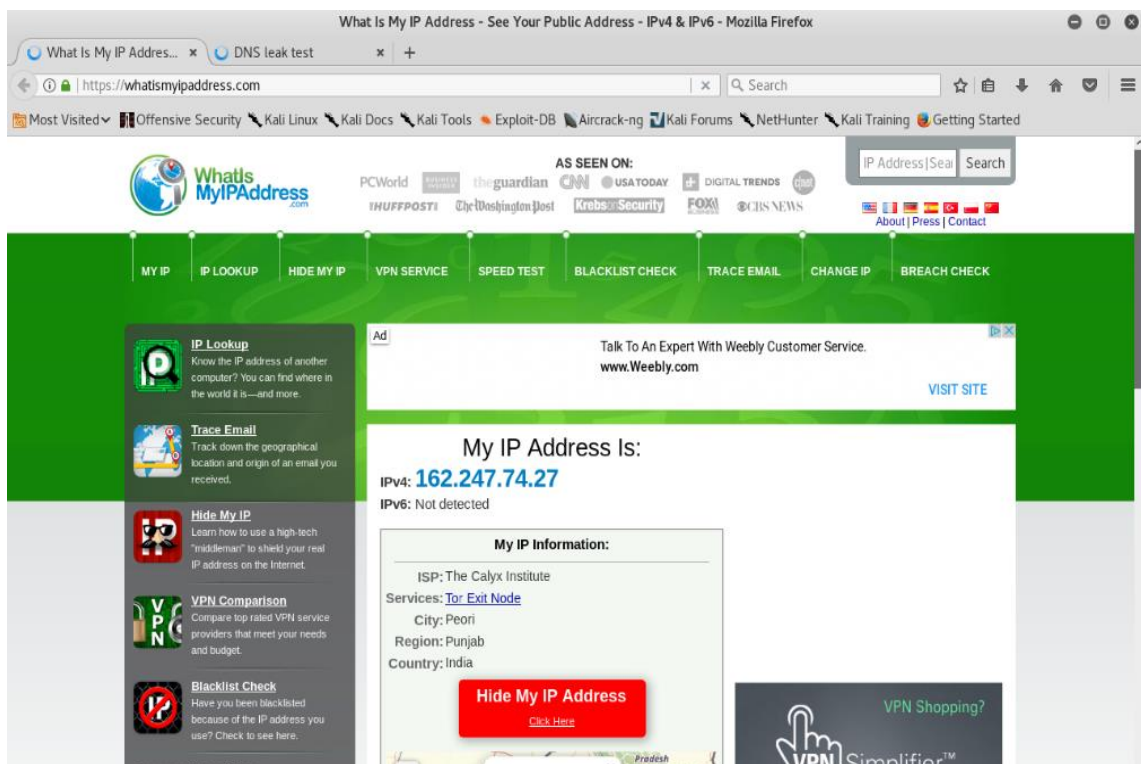 What Is My IP Address - See Your Public Address - IPv4 & IPv6 - Mozilla Firefox
What Is My IP Addres... × DNS leak test × +
https://whatismyipaddress.com × Search
Most Visited Offensive Security Kali Linux Kali Docs Kali Tools Exploit-DB Aircrack-ng Kali Forums NetHunter Kali Training Getting Started
WhatIs
MyIPAddress
.com
AS SEEN ON:
PCWorld BUSINESS INSIDER theguardian CNN USA TODAY DIGITAL TRENDS c|net
THE HUFFPOST The Washington Post KrebsonSecurity FOX BUSINESS CBS NEWS
IP Address|Seal Search
About | Press | Contact
MY IP IP LOOKUP HIDE MY IP VPN SERVICE SPEED TEST BLACKLIST CHECK TRACE EMAIL CHANGE IP BREACH CHECK
IP Lookup
Know the IP address of another
computer? You can find where in
the world it is—and more.
Trace Email
Track down the geographical
location and origin of an email you
received.
Hide My IP
Learn how to use a high-tech
"middleman" to shield your real
IP address on the Internet.
VPN Comparison
Compare top rated VPN service
providers that meet your needs
and budget.
Blacklist Check
Have you been blacklisted
because of the IP address you
use? Check to see here.
Ad
Talk To An Expert With Weebly Customer Service.
www.Weebly.com
VISIT SITE
My IP Address Is:
IPv4: 162.247.74.27
IPv6: Not detected
My IP Information:
ISP: The Calyx Institute
Services: Tor Exit Node
City: Peori
Region: Punjab
Country: India
Hide My IP Address
Click Here
Pradesh
VPN Shopping?
VPN Simplifier™